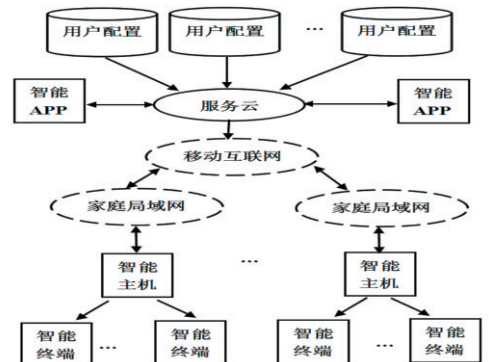 用户配置
用户配置
...
用户配置
智能
APP
服务云
智能
APP
移动互联网
家庭局域网
家庭局域网
智能
主机
...
智能
主机
智能
终端
...
智能
终端
智能
终端
...
智能
终端